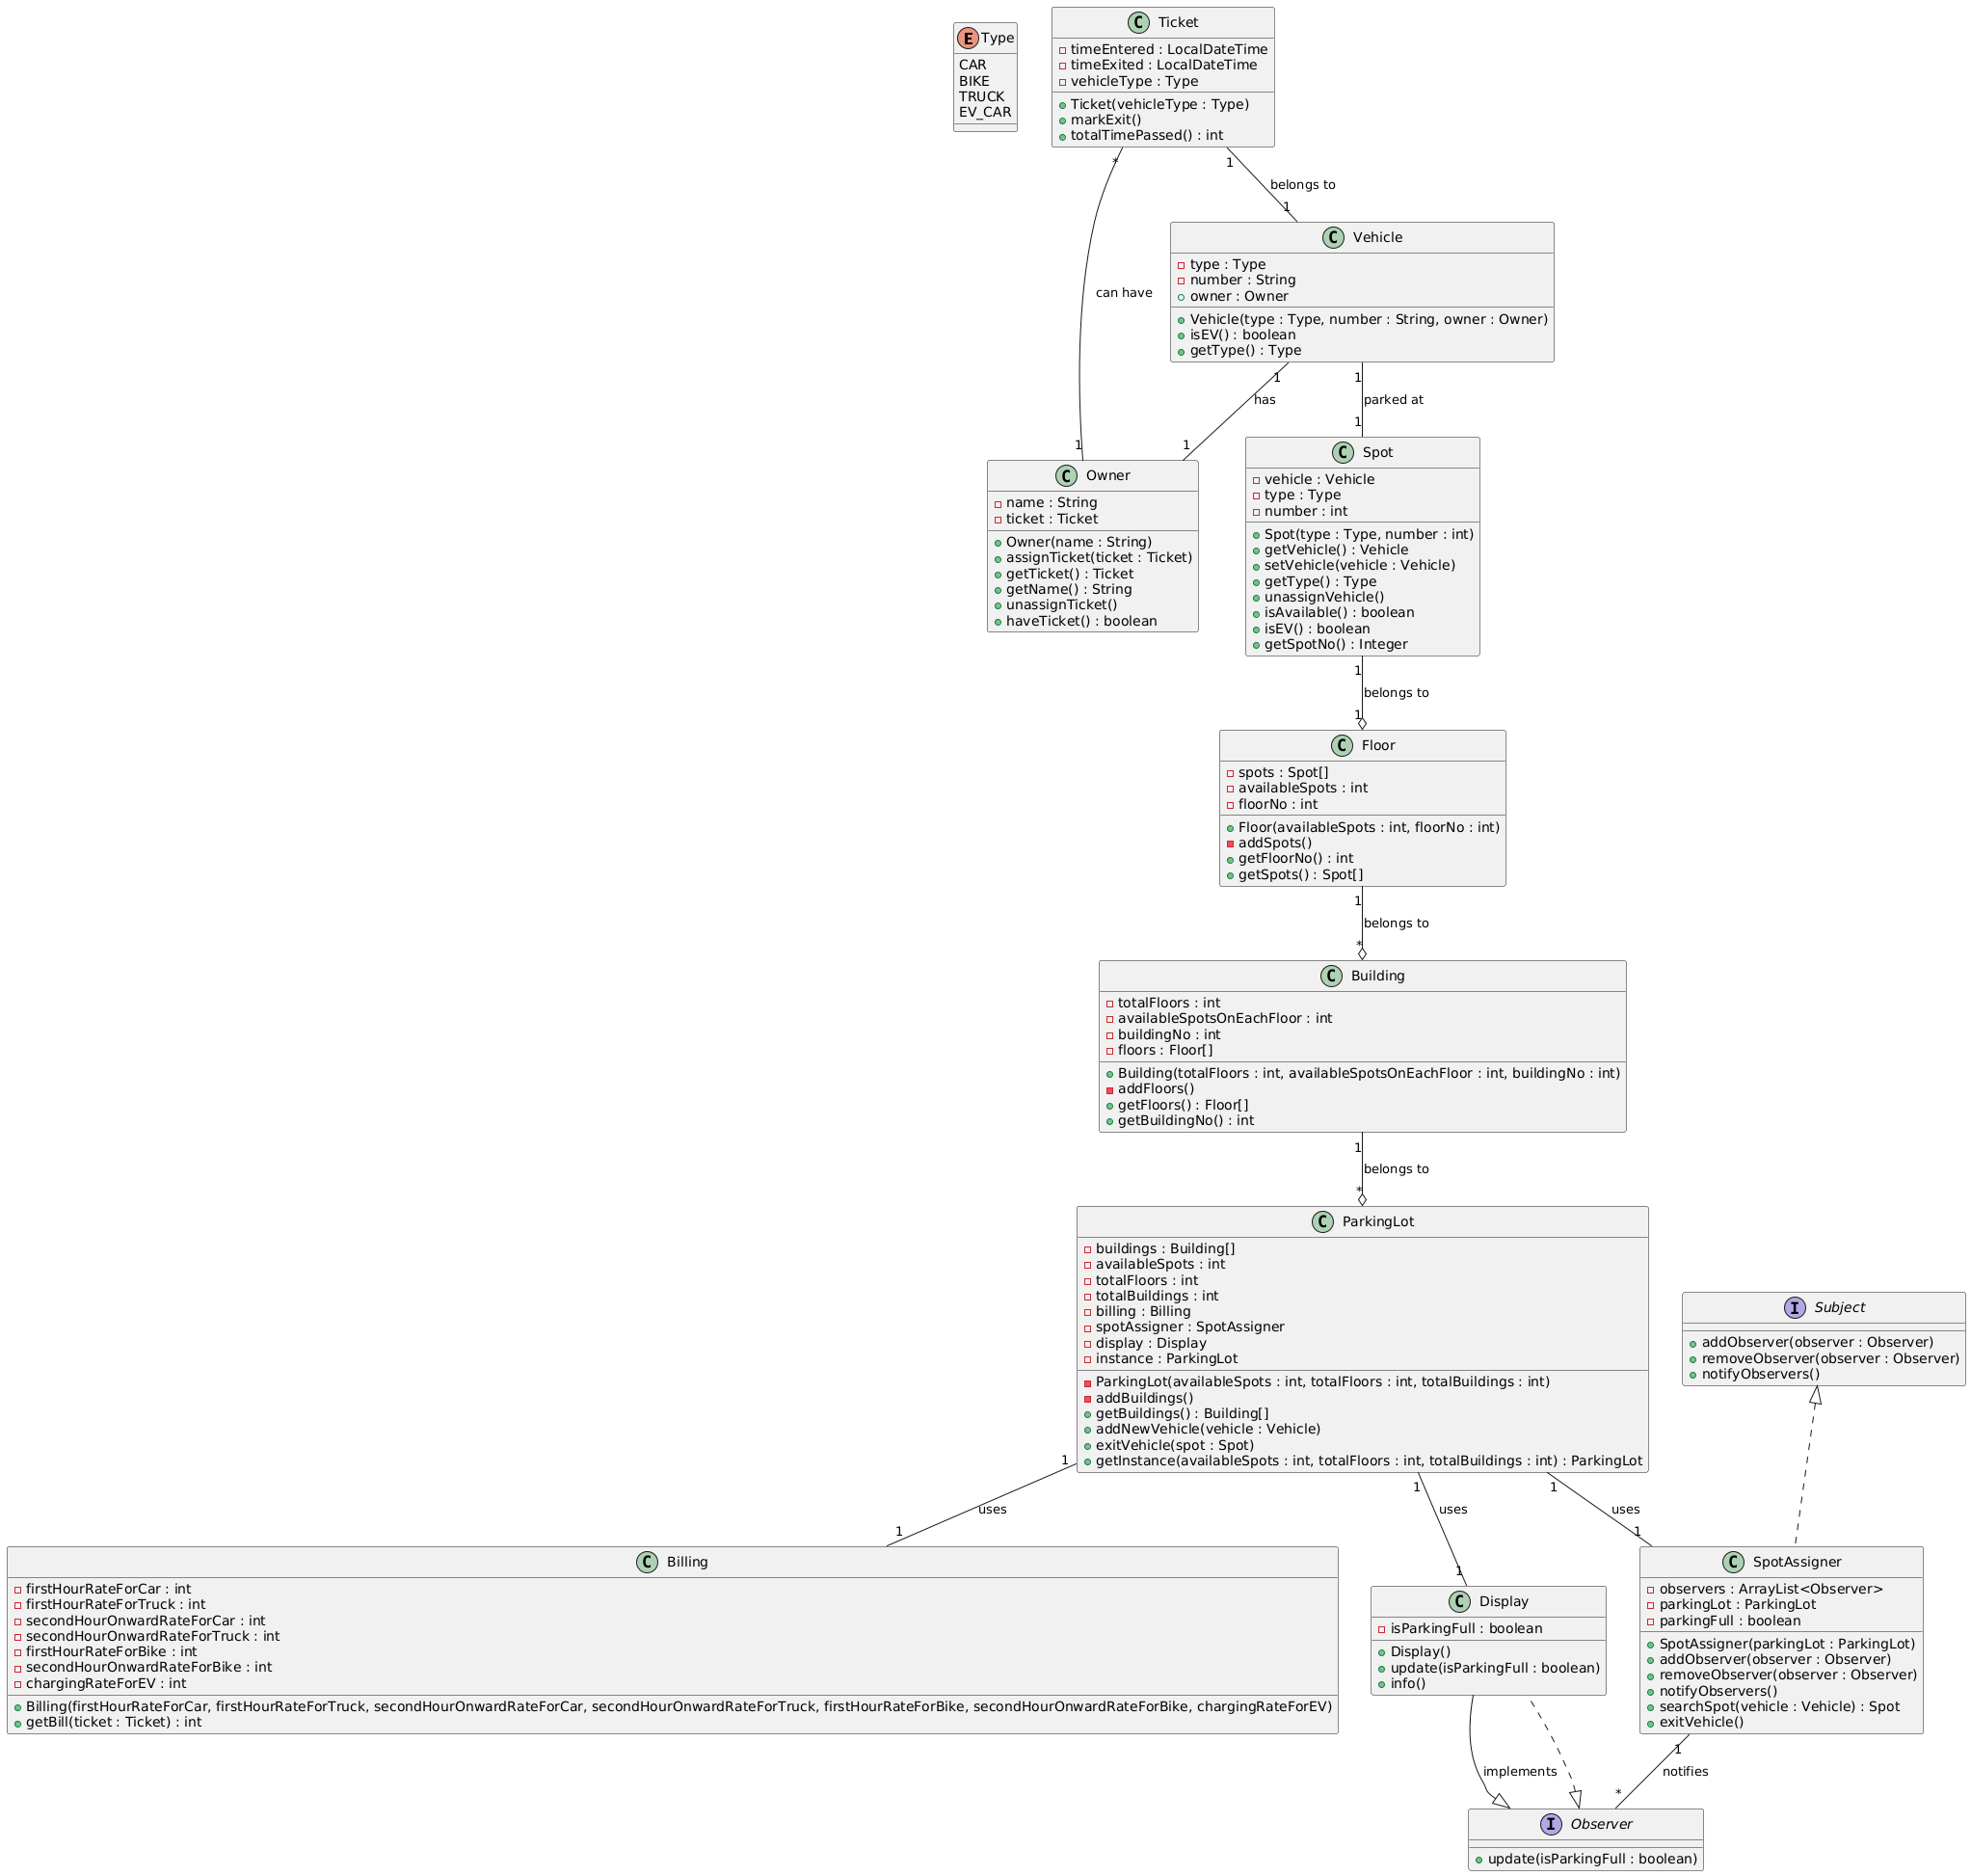 E Type
CAR
BIKE
TRUCK
EV_CAR
C Ticket
timeEntered : LocalDateTime
timeExited : LocalDateTime
vehicleType : Type
Ticket(vehicleType : Type)
markExit()
totalTimePassed() : int
*
1
belongs to
1
can have
1
C Vehicle
type : Type
number : String
owner : Owner
Vehicle(type : Type, number : String, owner : Owner)
isEV() : boolean
getType() : Type
1
has
1
1
parked at
1
C Owner
name : String
ticket : Ticket
Owner(name : String)
assignTicket(ticket : Ticket)
getTicket() : Ticket
getName() : String
unassignTicket()
haveTicket() : boolean
C Spot
vehicle : Vehicle
type : Type
number : int
Spot(type : Type, number : int)
getVehicle() : Vehicle
setVehicle(vehicle : Vehicle)
getType() : Type
unassignVehicle()
isAvailable() : boolean
isEV() : boolean
getSpotNo() : Integer
1
belongs to
1
C Floor
spots : Spot[]
availableSpots : int
floorNo : int
Floor(availableSpots : int, floorNo : int)
addSpots()
getFloorNo() : int
getSpots() : Spot[]
1
belongs to
*
C Building
totalFloors : int
availableSpotsOnEachFloor : int
buildingNo : int
floors : Floor[]
Building(totalFloors : int, availableSpotsOnEachFloor : int, buildingNo : int)
addFloors()
getFloors() : Floor[]
getBuildingNo() : int
1
belongs to
*
C ParkingLot
buildings : Building[]
availableSpots : int
totalFloors : int
totalBuildings : int
billing : Billing
spotAssigner : SpotAssigner
display : Display
instance : ParkingLot
ParkingLot(availableSpots : int, totalFloors : int, totalBuildings : int)
addBuildings()
getBuildings() : Building[]
addNewVehicle(vehicle : Vehicle)
exitVehicle(spot : Spot)
getInstance(availableSpots : int, totalFloors : int, totalBuildings : int) : ParkingLot
I Subject
addObserver(observer : Observer)
removeObserver(observer : Observer)
notifyObservers()
1
uses
1
1
uses
1
1
uses
1
C Billing
firstHourRateForCar : int
firstHourRateForTruck : int
secondHourOnwardRateForCar : int
secondHourOnwardRateForTruck : int
firstHourRateForBike : int
secondHourOnwardRateForBike : int
chargingRateForEV : int
Billing(firstHourRateForCar, firstHourRateForTruck, secondHourOnwardRateForCar, secondHourOnwardRateForTruck, firstHourRateForBike, secondHourOnwardRateForBike, chargingRateForEV)
getBill(ticket : Ticket) : int
C Display
isParkingFull : boolean
Display()
update(isParkingFull : boolean)
info()
C SpotAssigner
observers : ArrayList<Observer>
parkingLot : ParkingLot
parkingFull : boolean
SpotAssigner(parkingLot : ParkingLot)
addObserver(observer : Observer)
removeObserver(observer : Observer)
notifyObservers()
searchSpot(vehicle : Vehicle) : Spot
exitVehicle()
implements
1
notifies
*
I Observer
update(isParkingFull : boolean)